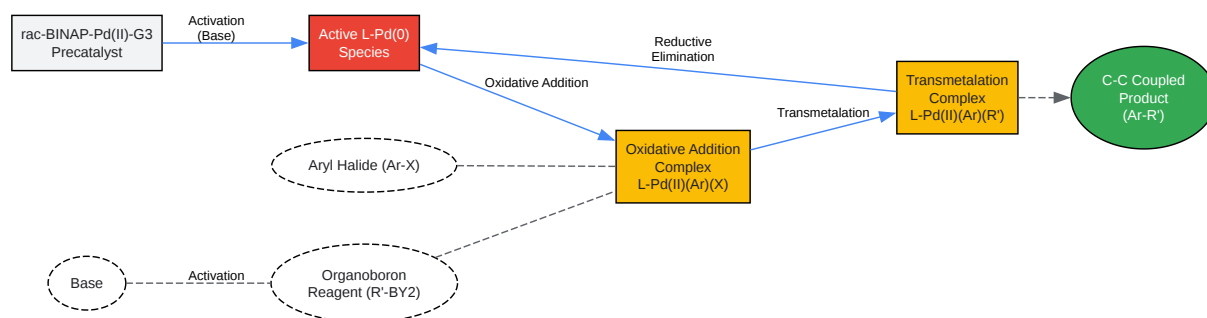 rac-BINAP-Pd(II)-G3
Precatalyst
Activation
(Base)
Active L-Pd(0)
Species
Reductive
Elimination
Oxidative Addition
Transmetalation
Complex
L-Pd(II)(Ar)(R')
C-C Coupled
Product
(Ar-R')
Transmetalation
Oxidative Addition
Complex
L-Pd(II)(Ar)(X)
Aryl Halide (Ar-X)
Base
Activation
Organoboron
Reagent (R'-BY2)